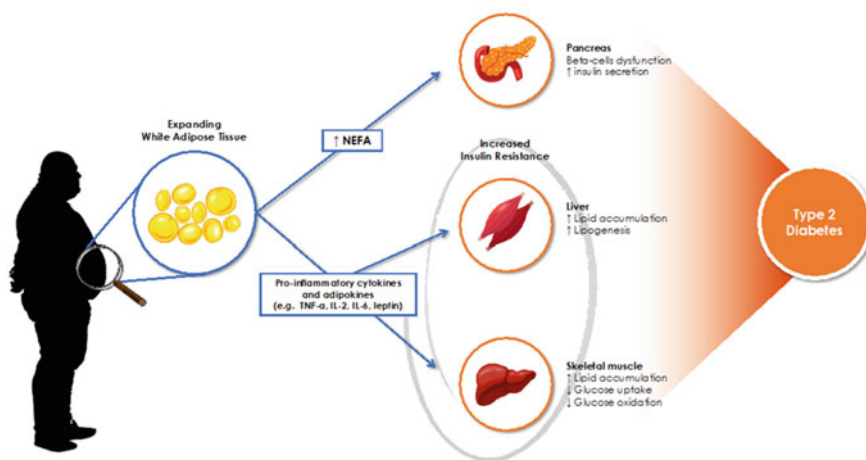 Expanding
White Adipose Tissue
↑ NEFA
Pro-inflammatory cytokines
and adipokines
(e.g. TNF-α, IL-2, IL-6, leptin)
Increased
Insulin Resistance
Pancreas
Beta-cells dysfunction
↑ insulin secretion
Liver
↑ Lipid accumulation
↑ Lipogenesis
Skeletal muscle
↑ Lipid accumulation
↓ Glucose uptake
↓ Glucose oxidation
Type 2
Diabetes